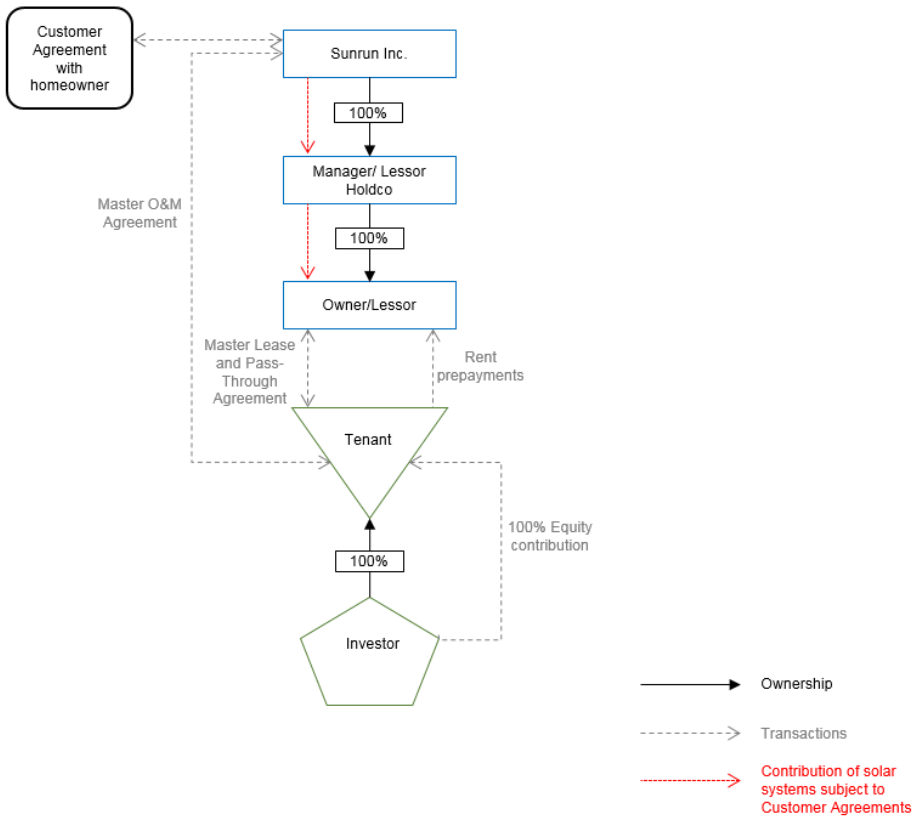 Customer
Agreement
with
homeowner
Sunrun Inc.
100%
Manager/ Lessor
Holdco
Master O&M
Agreement
100%
Owner/Lessor
Master Lease
and Pass-
Through
Agreement
Rent
prepayments
Tenant
100% Equity
contribution
100%
Investor
Ownership
Transactions
Contribution of solar
systems subject to
Customer Agreements